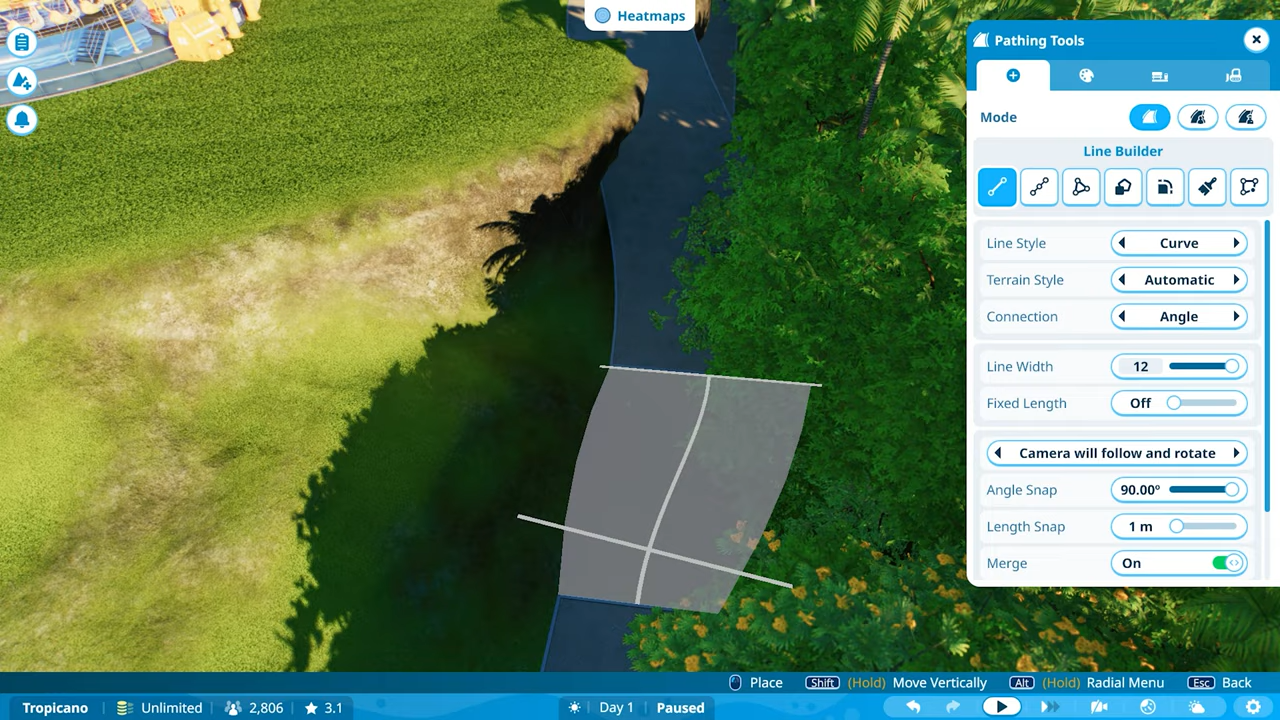 Heatmaps
Pathing Tools
Mode
Line Builder
Line Style Curve
Terrain Style Automatic
Connection Angle
Line Width 12
Fixed Length Off
Camera will follow and rotate
Angle Snap 90.00°
Length Snap 1 m
Merge On
Place Shift (Hold) Move Vertically Alt (Hold) Radial Menu Esc Back
Tropicano Unlimited 2,806 3.1 Day 1 Paused